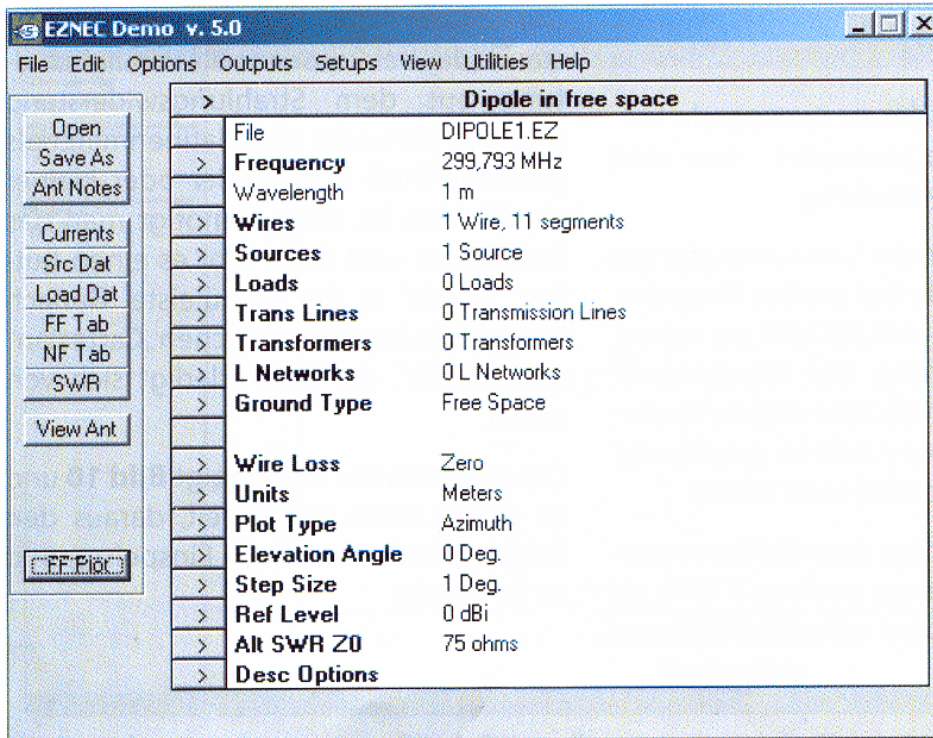 EZNEC Demo v. 5.0
File Edit Options Outputs Setups View Utilities Help
> Dipole in free space
Open
Save As
Ant Notes
Currents
Src Dat
Load Dat
FF Tab
NF Tab
SWR
View Ant
FF Plot
File DIPOLE1.EZ
> Frequency 299,793 MHz
Wavelength 1 m
> Wires 1 Wire, 11 segments
> Sources 1 Source
> Loads 0 Loads
> Trans Lines 0 Transmission Lines
> Transformers 0 Transformers
> L Networks 0 L Networks
> Ground Type Free Space
> Wire Loss Zero
> Units Meters
> Plot Type Azimuth
> Elevation Angle 0 Deg.
> Step Size 1 Deg.
> Ref Level 0 dBi
> Alt SWR Z0 75 ohms
> Desc Options